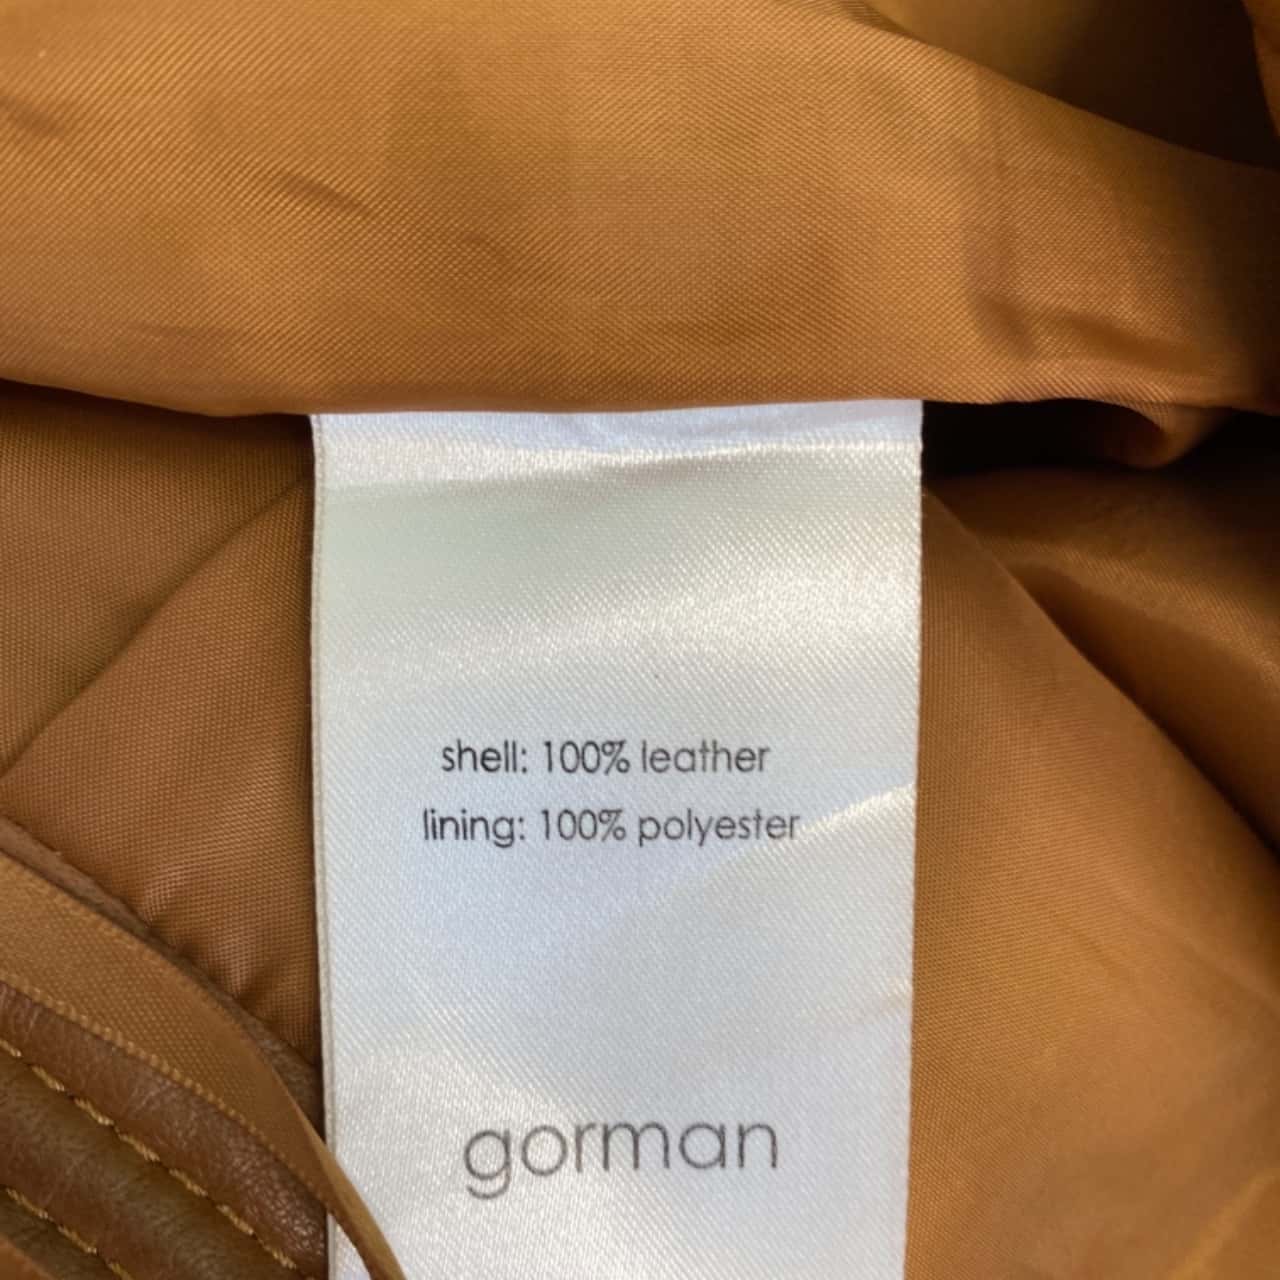 shell: 100% leather
lining: 100% polyester
gorman